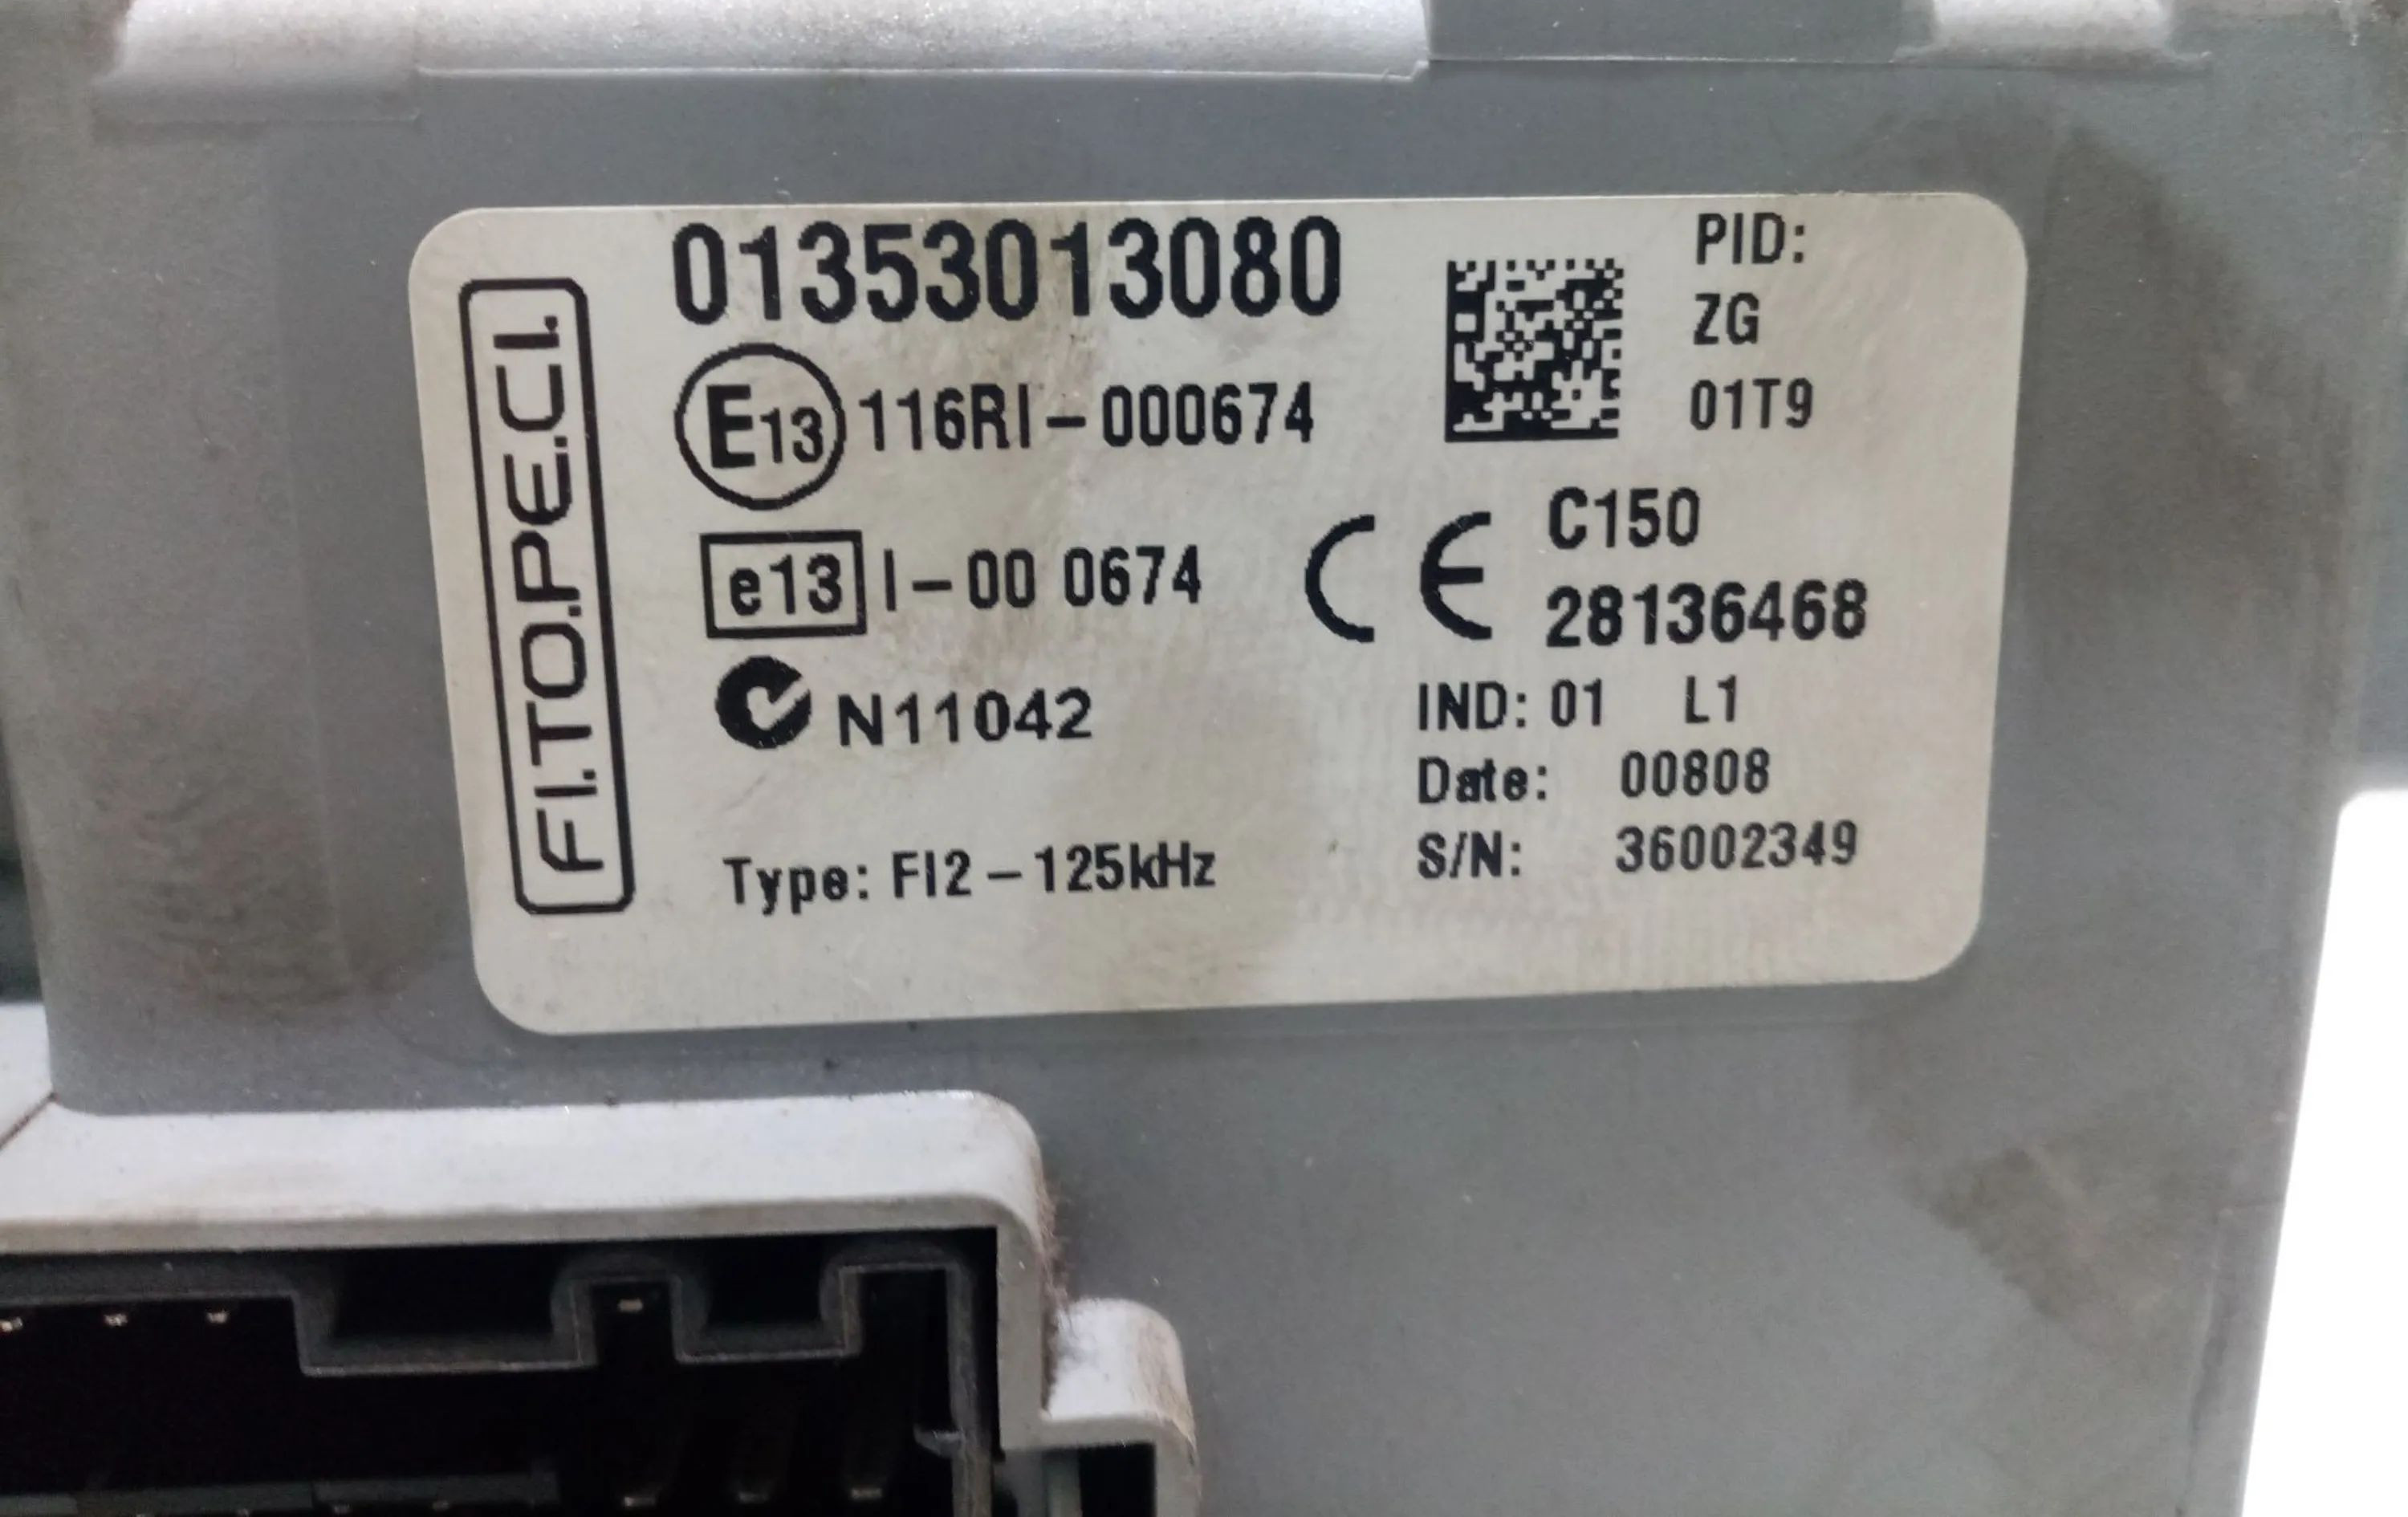 FI.TO.PE.CI.
01353013080
E13 116RI-000674
e13 I-00 0674
N11042
Type: FI2-125kHz
PID:
ZG
01T9
CE C150
28136468
IND: 01 L1
Date: 00808
S/N: 36002349